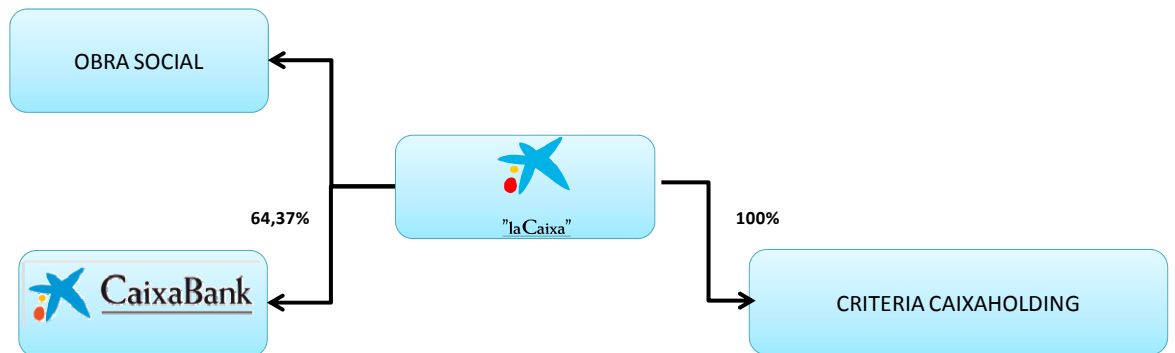 OBRA SOCIAL
"laCaixa"
64,37%
100%
CaixaBank
CRITERIA CAIXAHOLDING